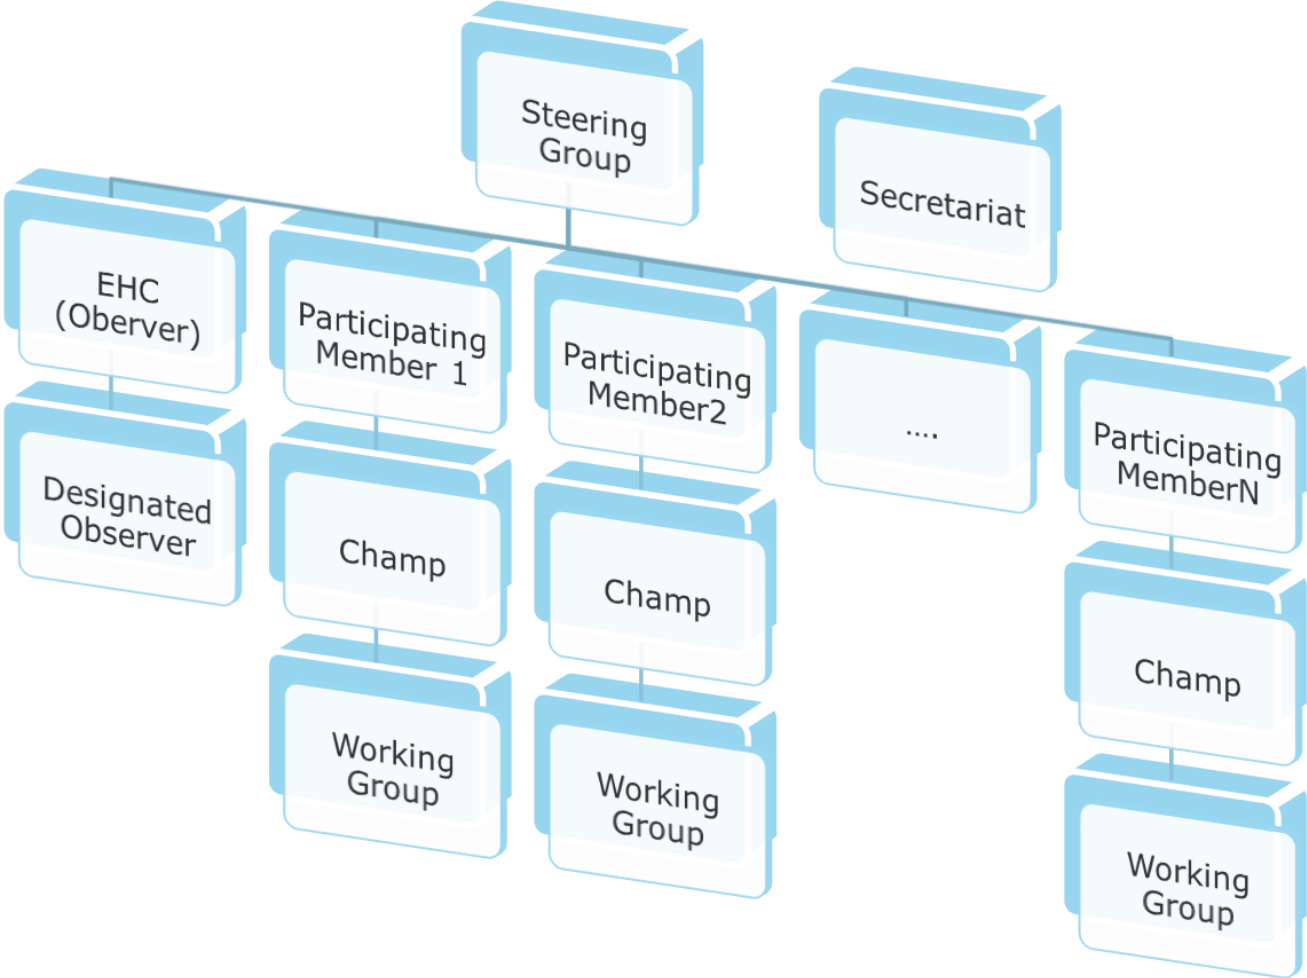 Steering
Group
Secretariat
EHC
(Oberver)
Participating
Member 1
Participating
Member2
....
Participating
MemberN
Designated
Observer
Champ
Champ
Champ
Working
Group
Working
Group
Working
Group